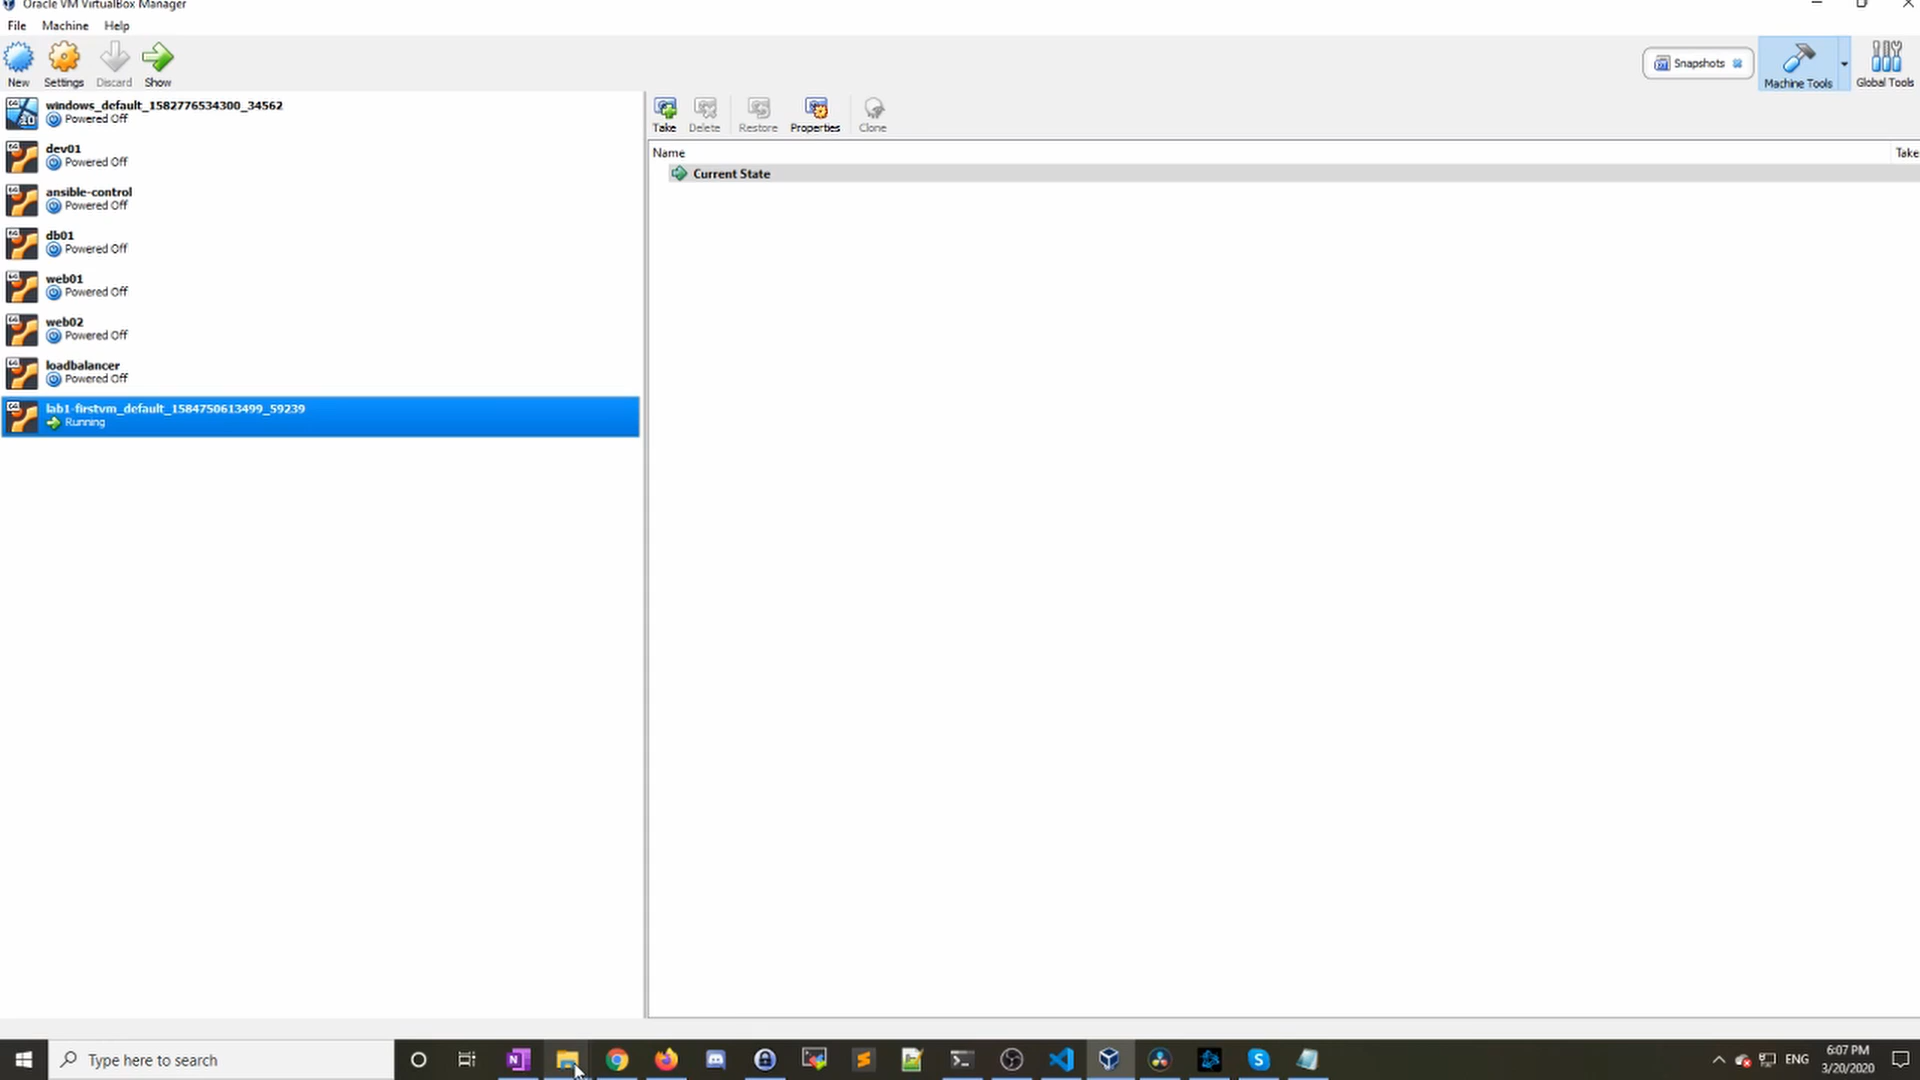 Oracle VM VirtualBox Manager
File Machine Help
New Settings Discard Show
Snapshots
Machine Tools
Global Tools
windows_default_1582776534300_34562
Powered Off
dev01
Powered Off
ansible-control
Powered Off
db01
Powered Off
web01
Powered Off
web02
Powered Off
loadbalancer
Powered Off
lab1-firstvm_default_1584750613499_59239
Running
Take Delete Restore Properties Clone
Name Take
Current State
Type here to search
ENG
6:07 PM
3/20/2020